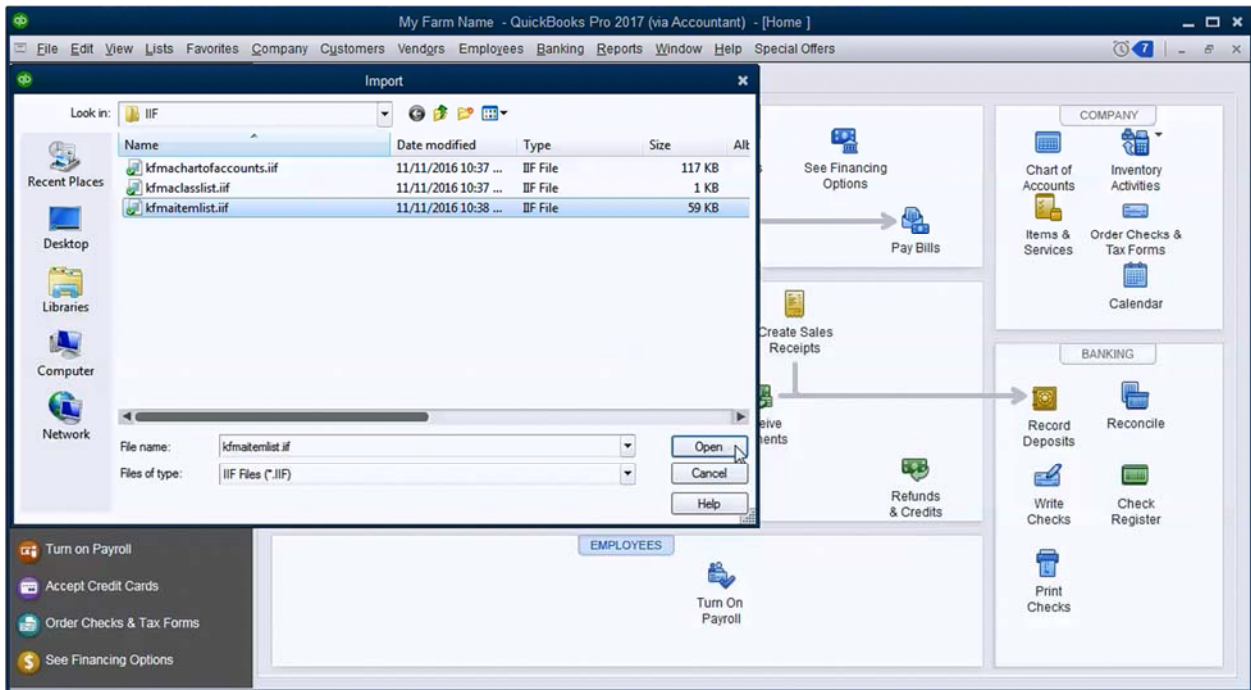 qb
My Farm Name - QuickBooks Pro 2017 (via Accountant) - [Home ]
File Edit View Lists Favorites Company Customers Vendors Employees Banking Reports Window Help Special Offers
7
qb
Import
Look in:
IIF
Name
Date modified
Type
Size
Alt
kfmachartofaccounts.iif
11/11/2016 10:37 ...
IIF File
117 KB
kfmaclasslist.iif
11/11/2016 10:37 ...
IIF File
1 KB
kfmaitemlist.iif
11/11/2016 10:38 ...
IIF File
59 KB
Recent Places
Desktop
Libraries
Computer
Network
File name:
kfmaitemlist.iif
Open
Files of type:
IIF Files (*.IIF)
Cancel
Help
s
See Financing
Options
Pay Bills
Create Sales
Receipts
eive
ents
Refunds
& Credits
COMPANY
Chart of
Accounts
Inventory
Activities
Items &
Services
Order Checks &
Tax Forms
Calendar
BANKING
Record
Deposits
Reconcile
Write
Checks
Check
Register
Print
Checks
Turn on Payroll
Accept Credit Cards
Order Checks & Tax Forms
See Financing Options
EMPLOYEES
Turn On
Payroll